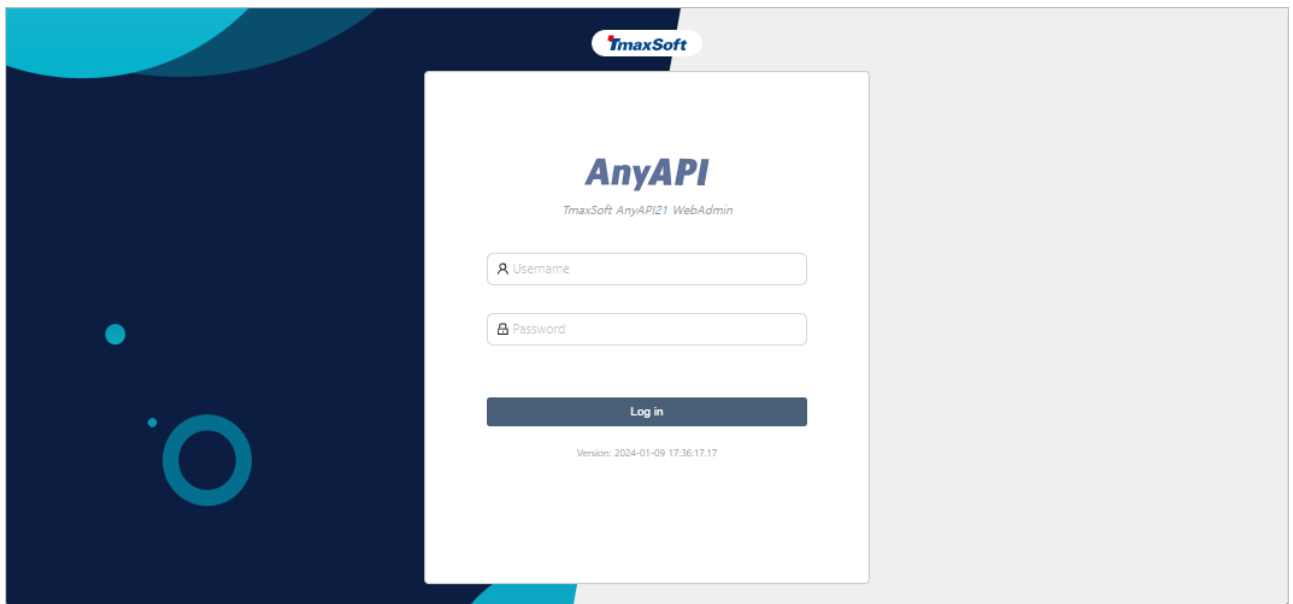 TmaxSoft
AnyAPI
TmaxSoft AnyAPI21 WebAdmin
Username
Password
Log in
Version: 2024-01-09 17:36:17.17